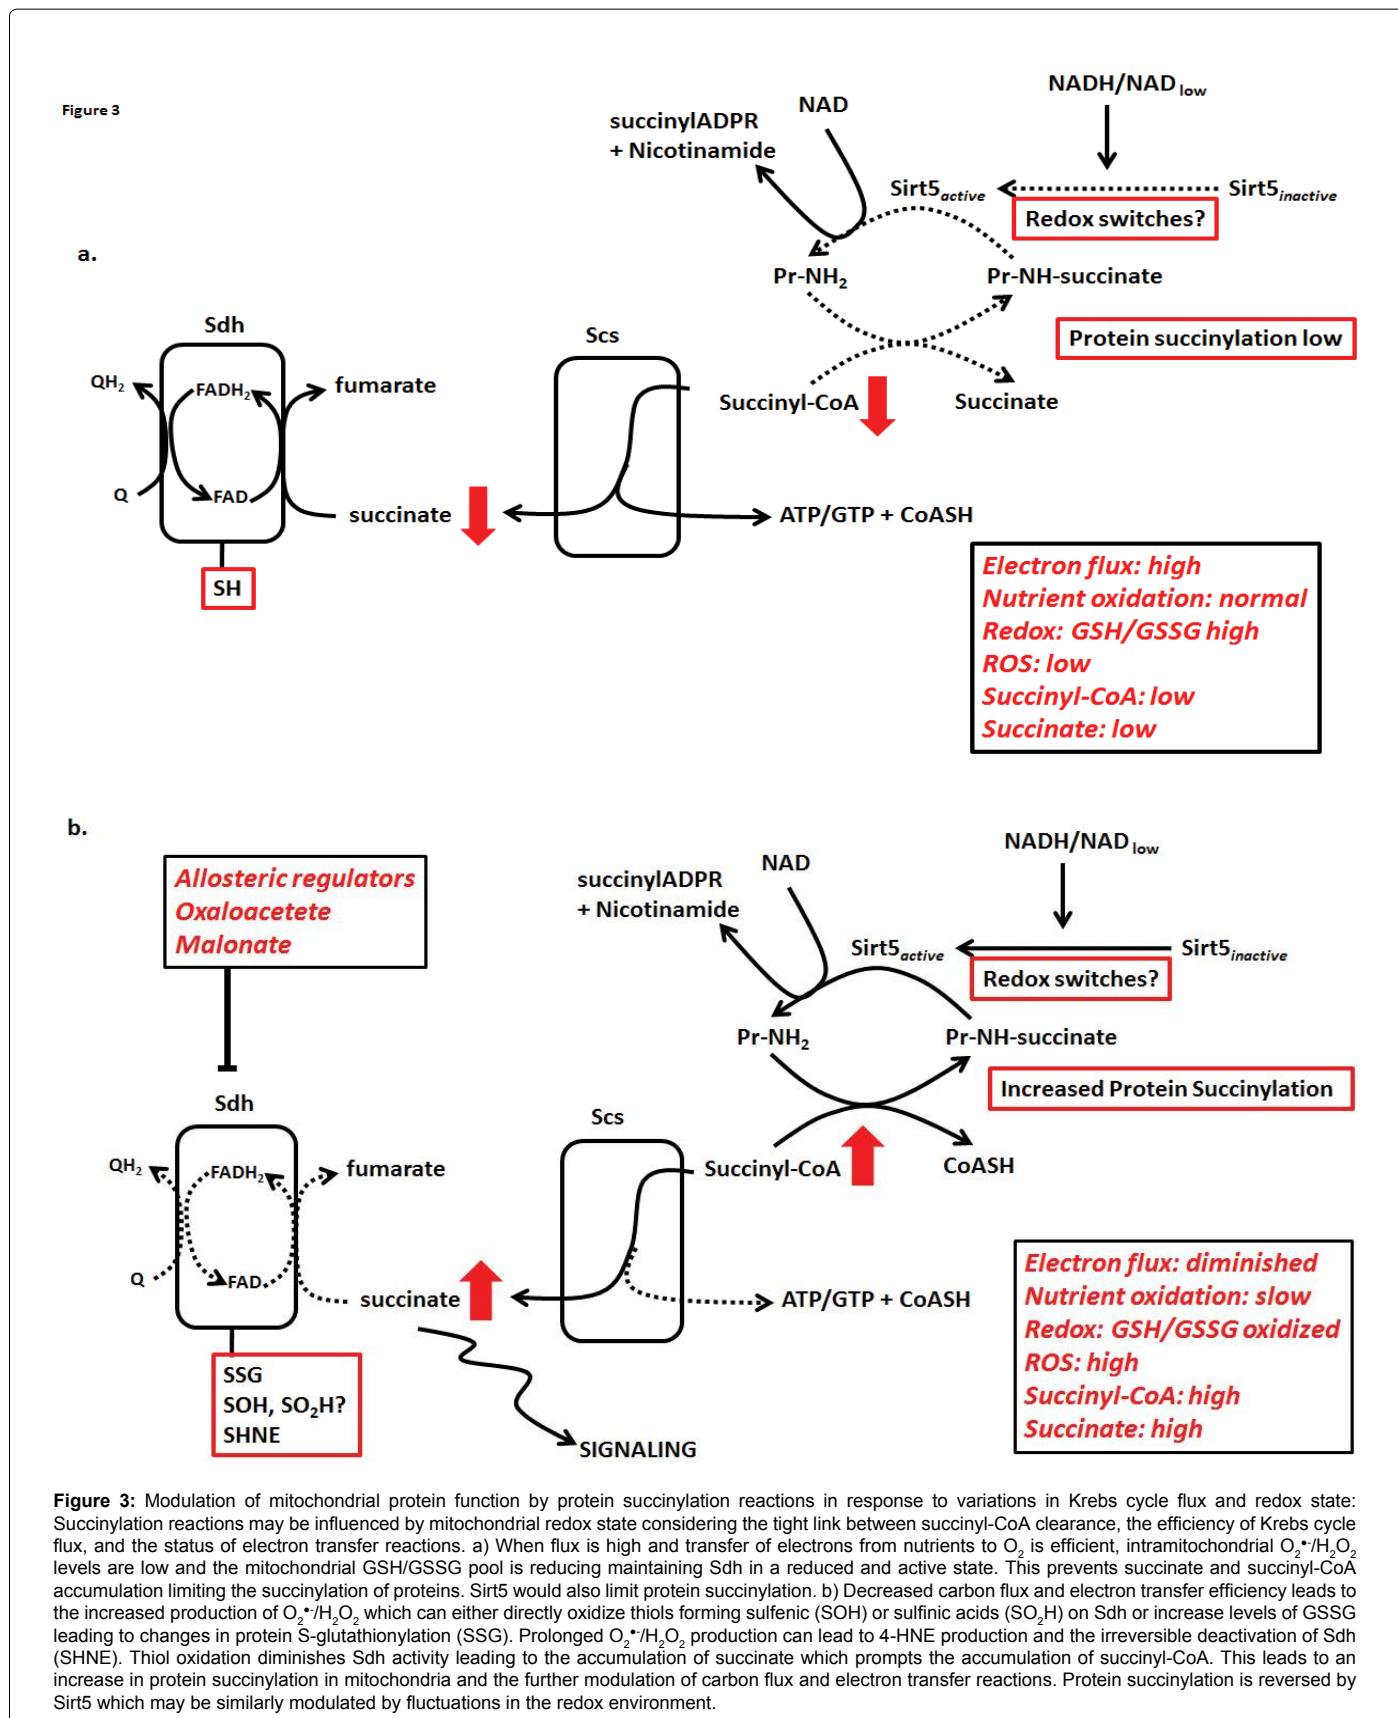 Figure 3
NADH/NAD low
NAD
succinylADPR
+ Nicotinamide
Sirt5active
Sirt5inactive
Redox switches?
a.
Pr-NH2
Pr-NH-succinate
Sdh
Scs
Protein succinylation low
QH2
FADH2
fumarate
Succinyl-CoA
Succinate
Q
FAD
succinate
ATP/GTP + CoASH
SH
Electron flux: high
Nutrient oxidation: normal
Redox: GSH/GSSG high
ROS: low
Succinyl-CoA: low
Succinate: low
b.
NADH/NAD low
Allosteric regulators
Oxaloacetete
Malonate
NAD
succinylADPR
+ Nicotinamide
Sirt5active
Sirt5inactive
Redox switches?
Pr-NH2
Pr-NH-succinate
Increased Protein Succinylation
Sdh
Scs
QH2
FADH2
fumarate
Succinyl-CoA
CoASH
Q
FAD
succinate
ATP/GTP + CoASH
Electron flux: diminished
Nutrient oxidation: slow
Redox: GSH/GSSG oxidized
ROS: high
Succinyl-CoA: high
Succinate: high
SSG
SOH, SO2H?
SHNE
SIGNALING
Figure 3: Modulation of mitochondrial protein function by protein succinylation reactions in response to variations in Krebs cycle flux and redox state:
Succinylation reactions may be influenced by mitochondrial redox state considering the tight link between succinyl-CoA clearance, the efficiency of Krebs cycle
flux, and the status of electron transfer reactions. a) When flux is high and transfer of electrons from nutrients to O2 is efficient, intramitochondrial O2•-/H2O2
levels are low and the mitochondrial GSH/GSSG pool is reducing maintaining Sdh in a reduced and active state. This prevents succinate and succinyl-CoA
accumulation limiting the succinylation of proteins. Sirt5 would also limit protein succinylation. b) Decreased carbon flux and electron transfer efficiency leads to
the increased production of O2•-/H2O2 which can either directly oxidize thiols forming sulfenic (SOH) or sulfinic acids (SO2H) on Sdh or increase levels of GSSG
leading to changes in protein S-glutathionylation (SSG). Prolonged O2•-/H2O2 production can lead to 4-HNE production and the irreversible deactivation of Sdh
(SHNE). Thiol oxidation diminishes Sdh activity leading to the accumulation of succinate which prompts the accumulation of succinyl-CoA. This leads to an
increase in protein succinylation in mitochondria and the further modulation of carbon flux and electron transfer reactions. Protein succinylation is reversed by
Sirt5 which may be similarly modulated by fluctuations in the redox environment.